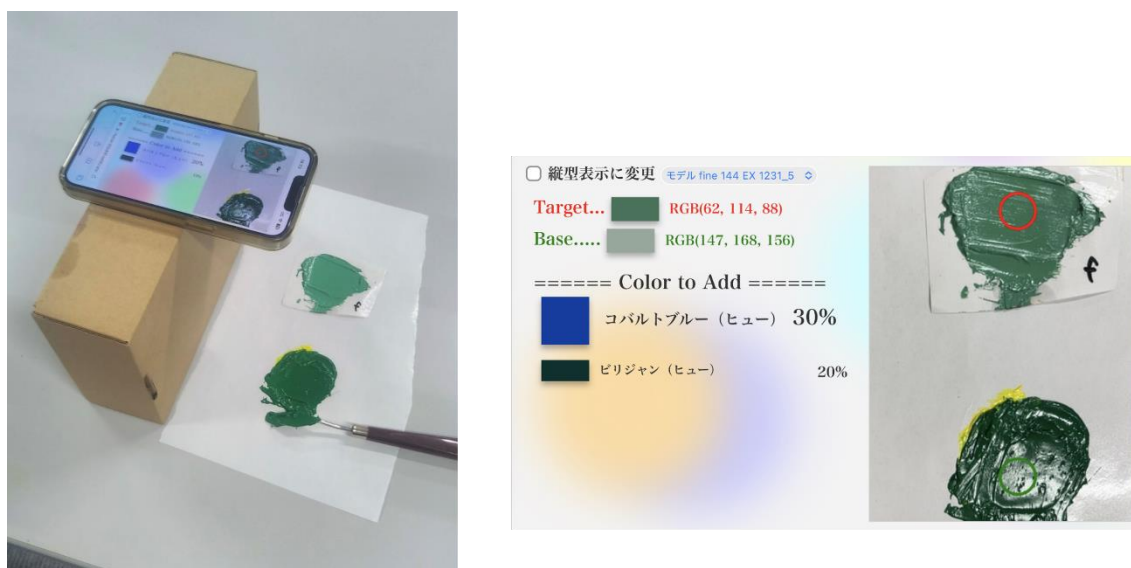 縦型表示に変更 モデル fine 144 EX 1231_5
Target... RGB(62, 114, 88)
Base..... RGB(147, 168, 156)
====== Color to Add ======
コバルトブルー（ヒュー） 30%
ビリジャン（ヒュー） 20%
f